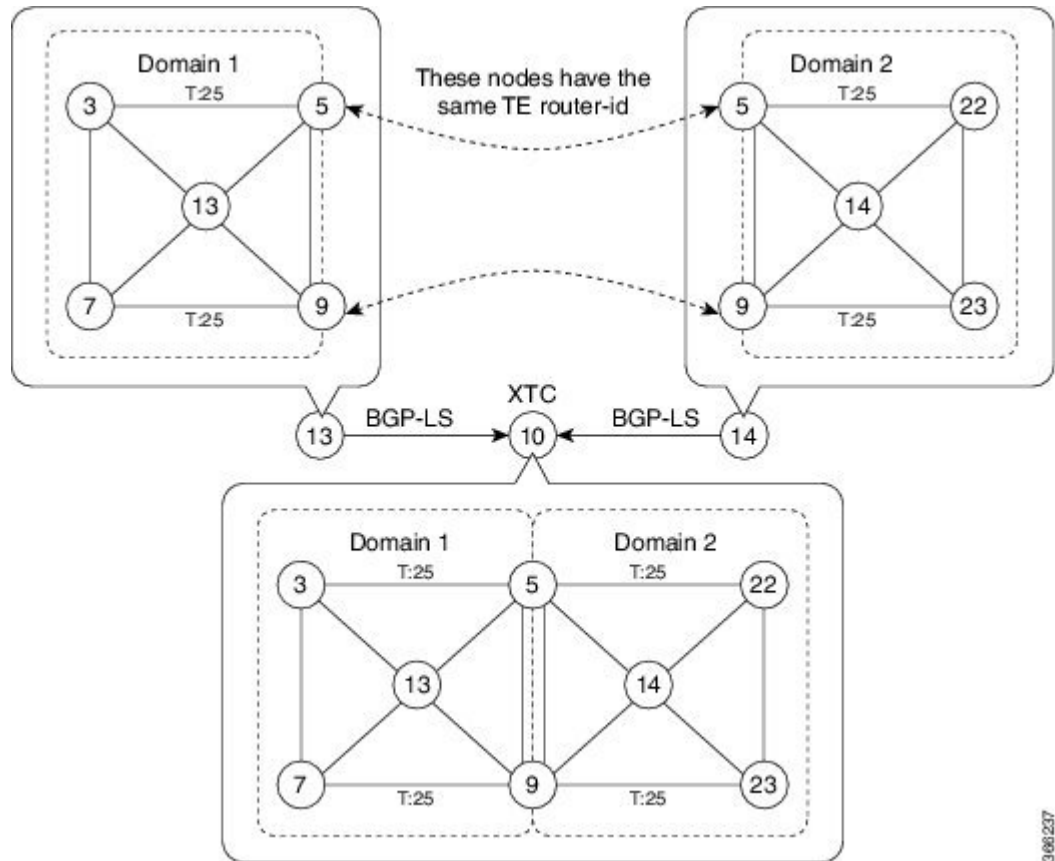 Domain 1
T:25
3
5
13
7
9
T:25
These nodes have the
same TE router-id
Domain 2
T:25
5
22
14
9
23
T:25
XTC
13
BGP-LS
10
BGP-LS
14
Domain 1
Domain 2
T:25
T:25
3
5
22
13
14
7
9
23
T:25
T:25
366237